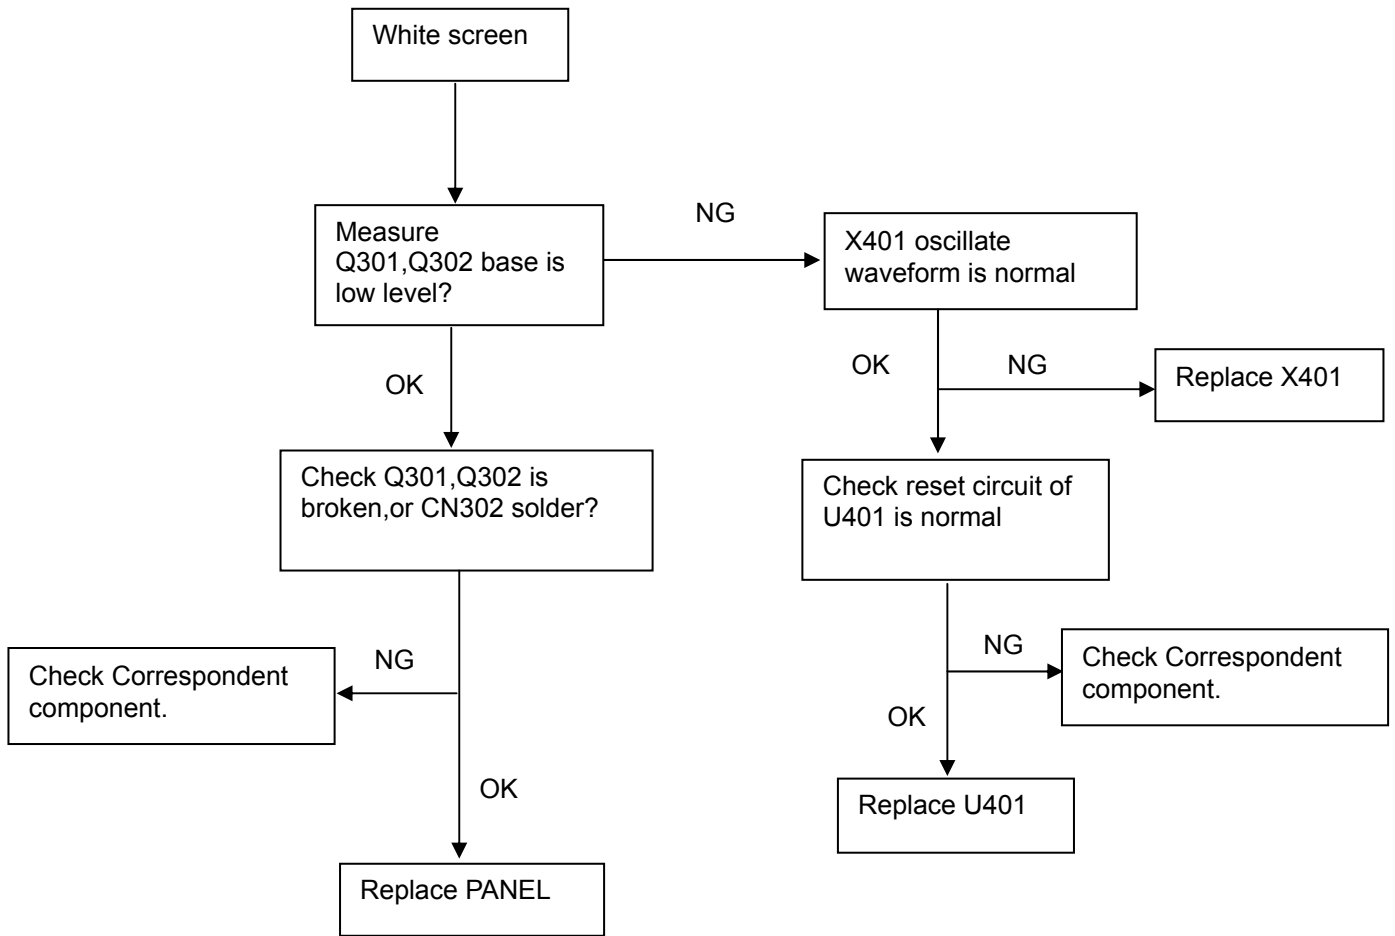 White screen
Measure
Q301,Q302 base is
low level?
NG
X401 oscillate
waveform is normal
OK
NG
Replace X401
OK
Check Q301,Q302 is
broken,or CN302 solder?
Check reset circuit of
U401 is normal
NG
Check Correspondent
component.
NG
Check Correspondent
component.
OK
OK
Replace U401
Replace PANEL